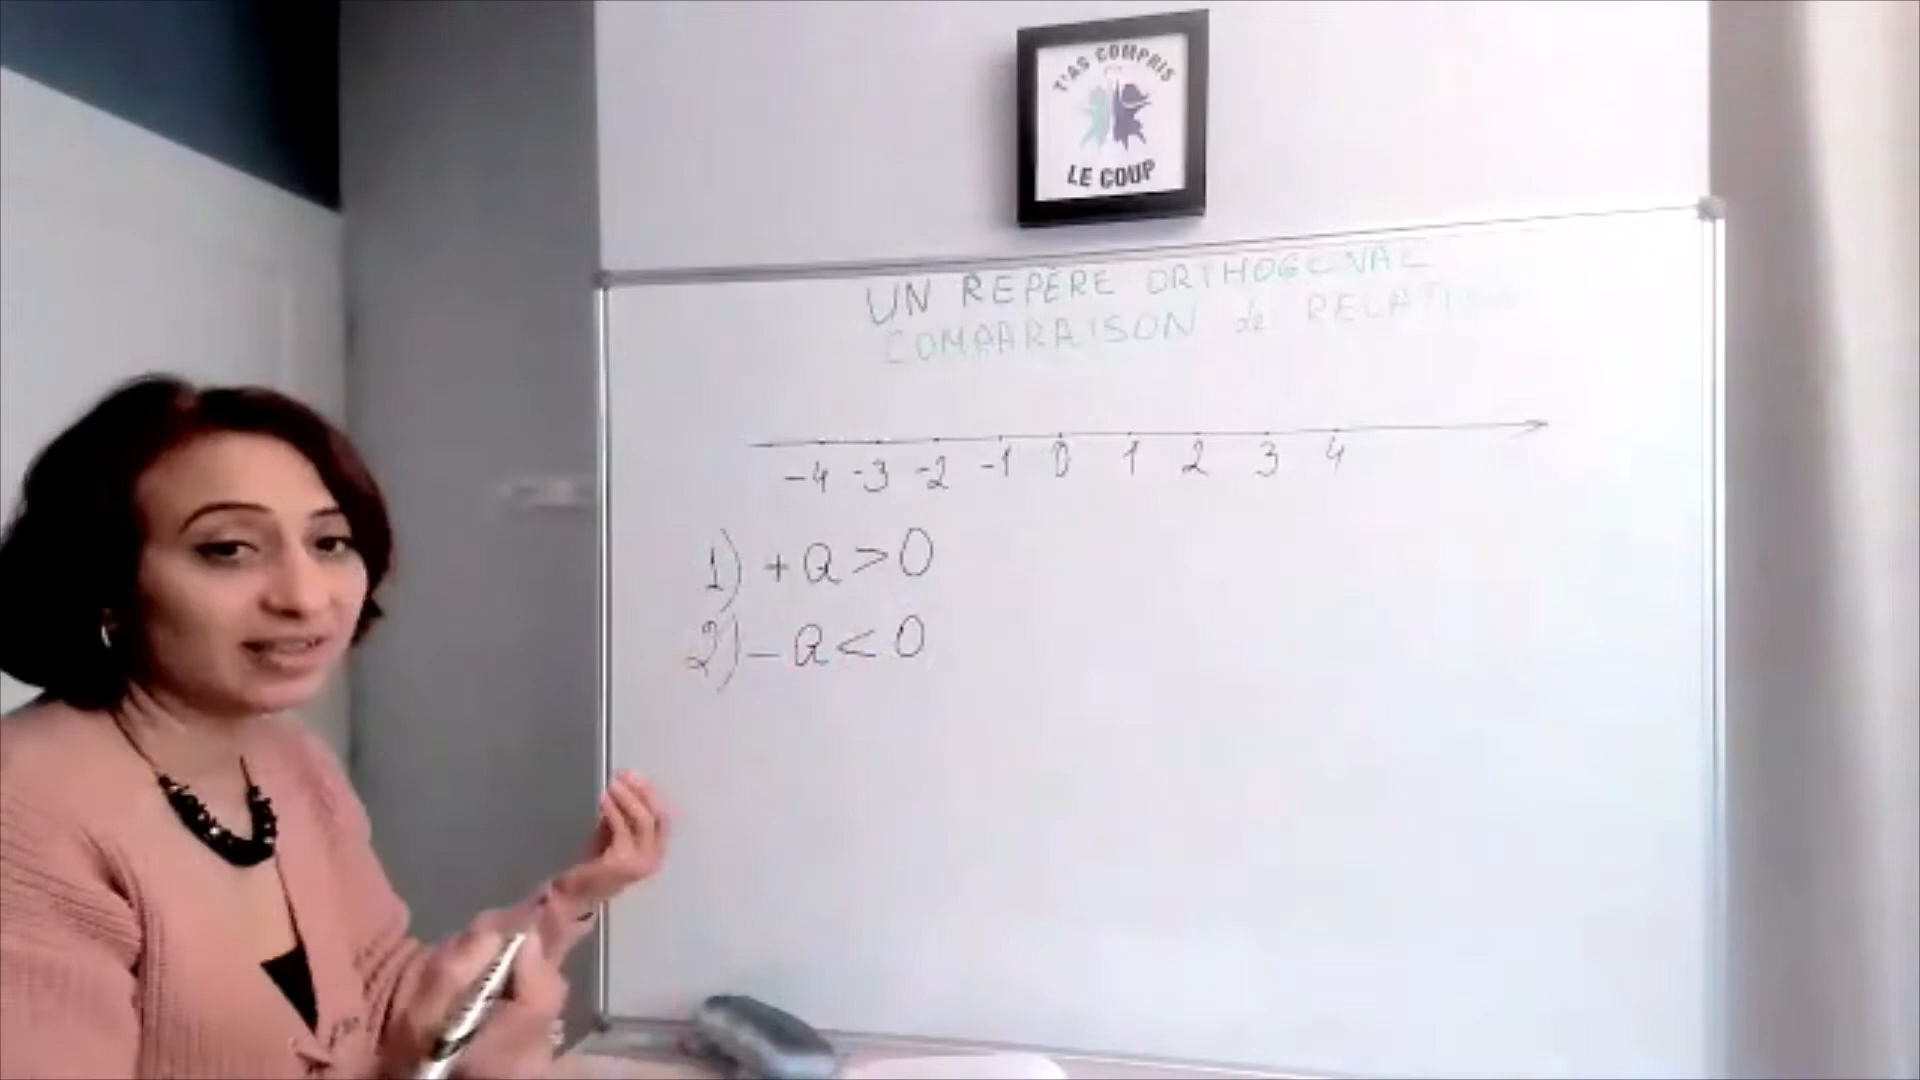 T'AS COMPRIS
LE COUP
UN REPÈRE ORTHOGONAL
COMPARAISON de
-4 -3 -2 -1 0 1 2 3 4
1) + a > 0
2) - a < 0